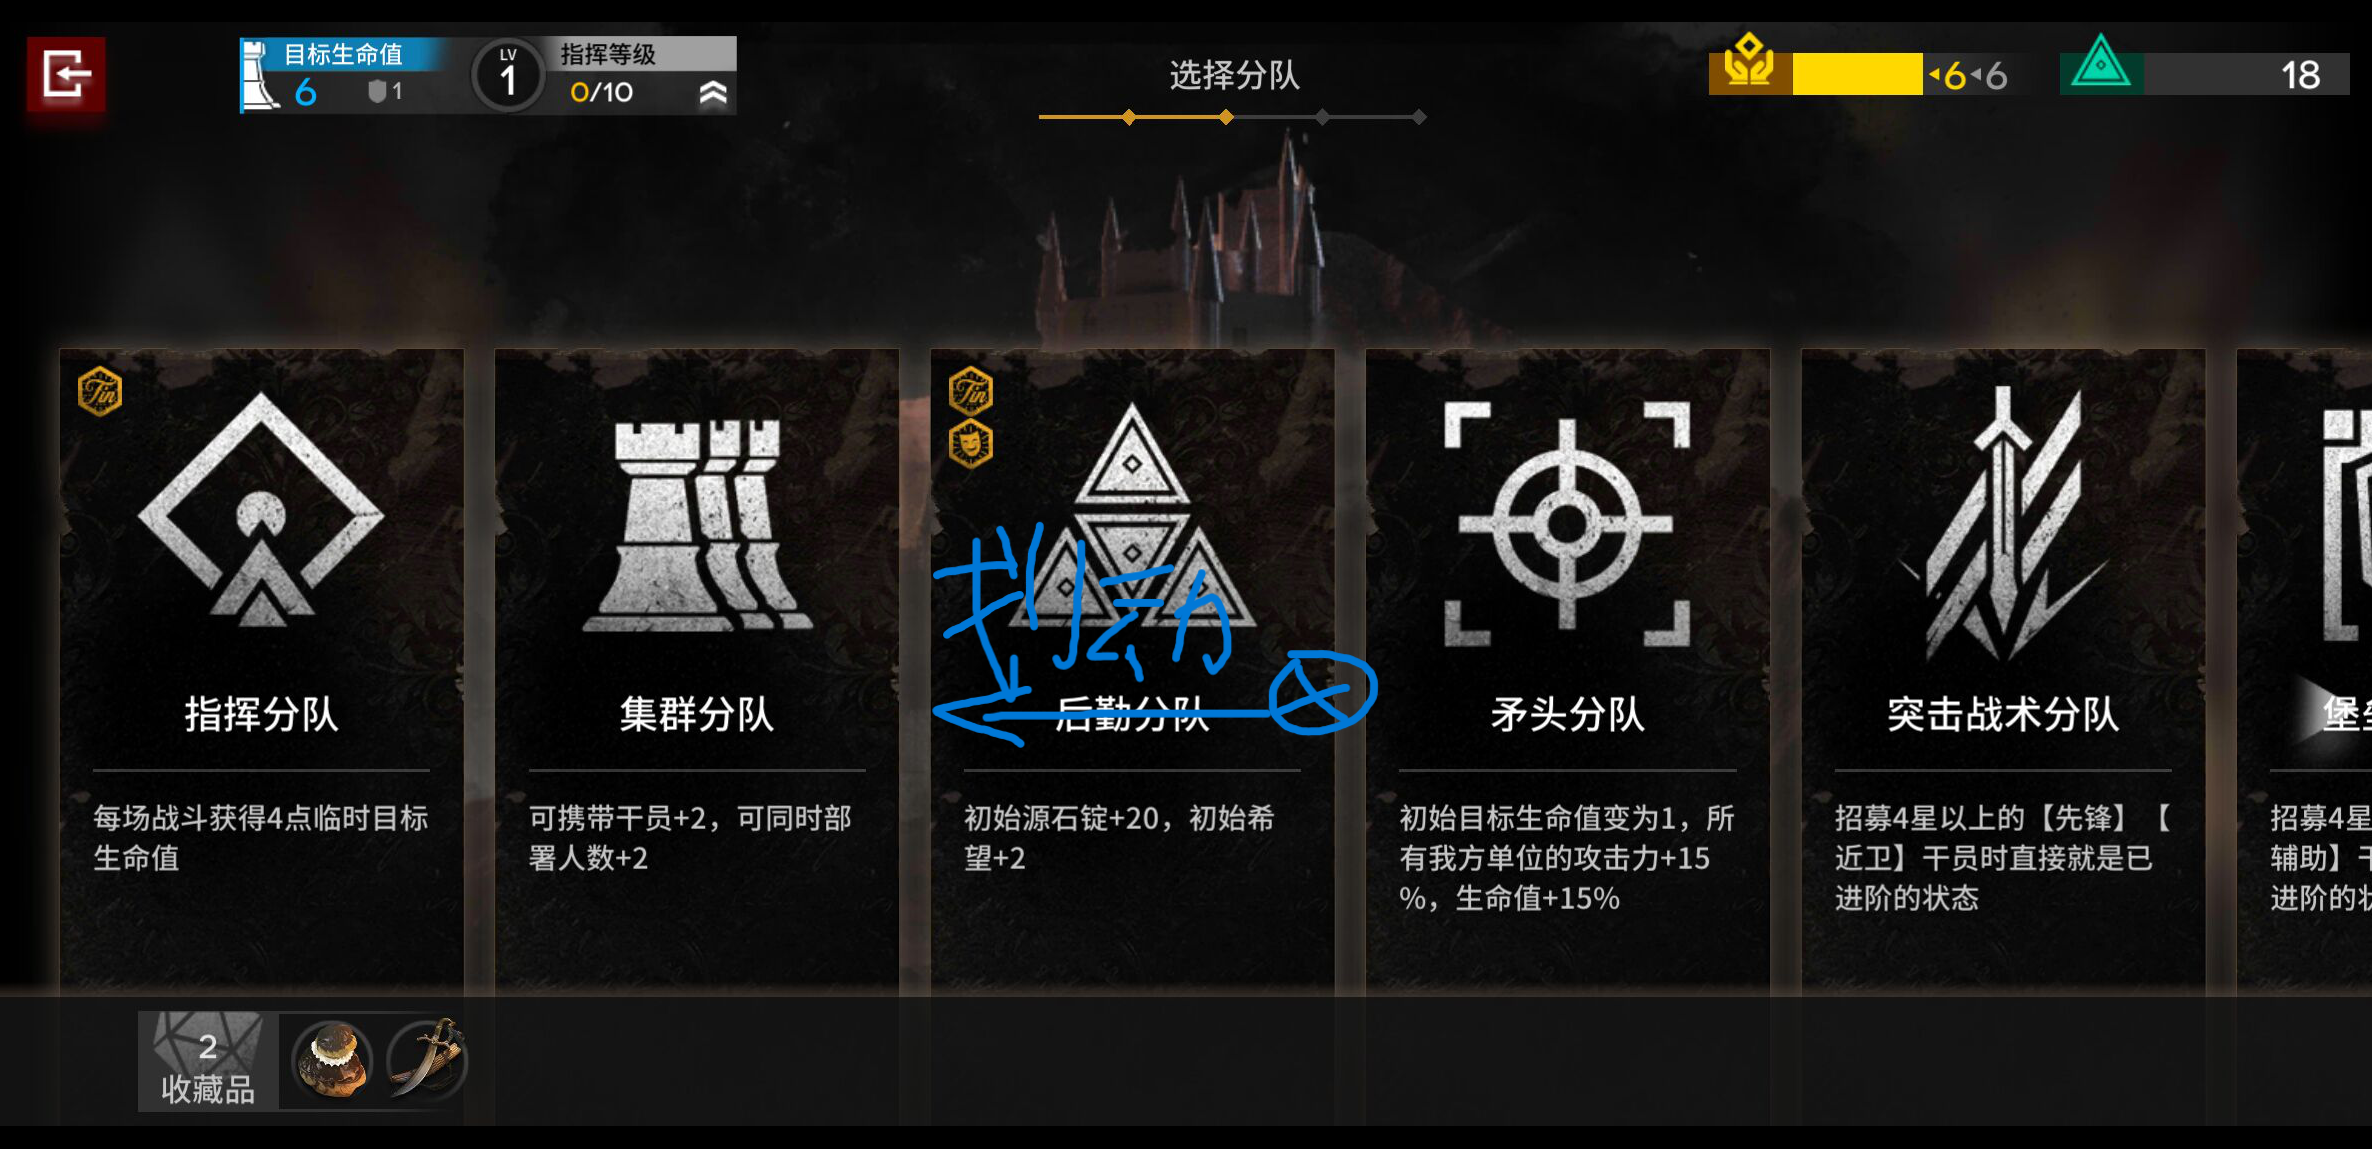 目标生命值
6
1
LV
1
指挥等级
0/10
选择分队
6
6
18
Tin
Tin
划动
指挥分队
每场战斗获得4点临时目标
生命值
集群分队
可携带干员+2，可同时部
署人数+2
后勤分队
初始源石锭+20，初始希
望+2
矛头分队
初始目标生命值变为1，所
有我方单位的攻击力+15
%，生命值+15%
突击战术分队
招募4星以上的【先锋】【
近卫】干员时直接就是已
进阶的状态
堡
招募4星
辅助】
进阶的
2
收藏品